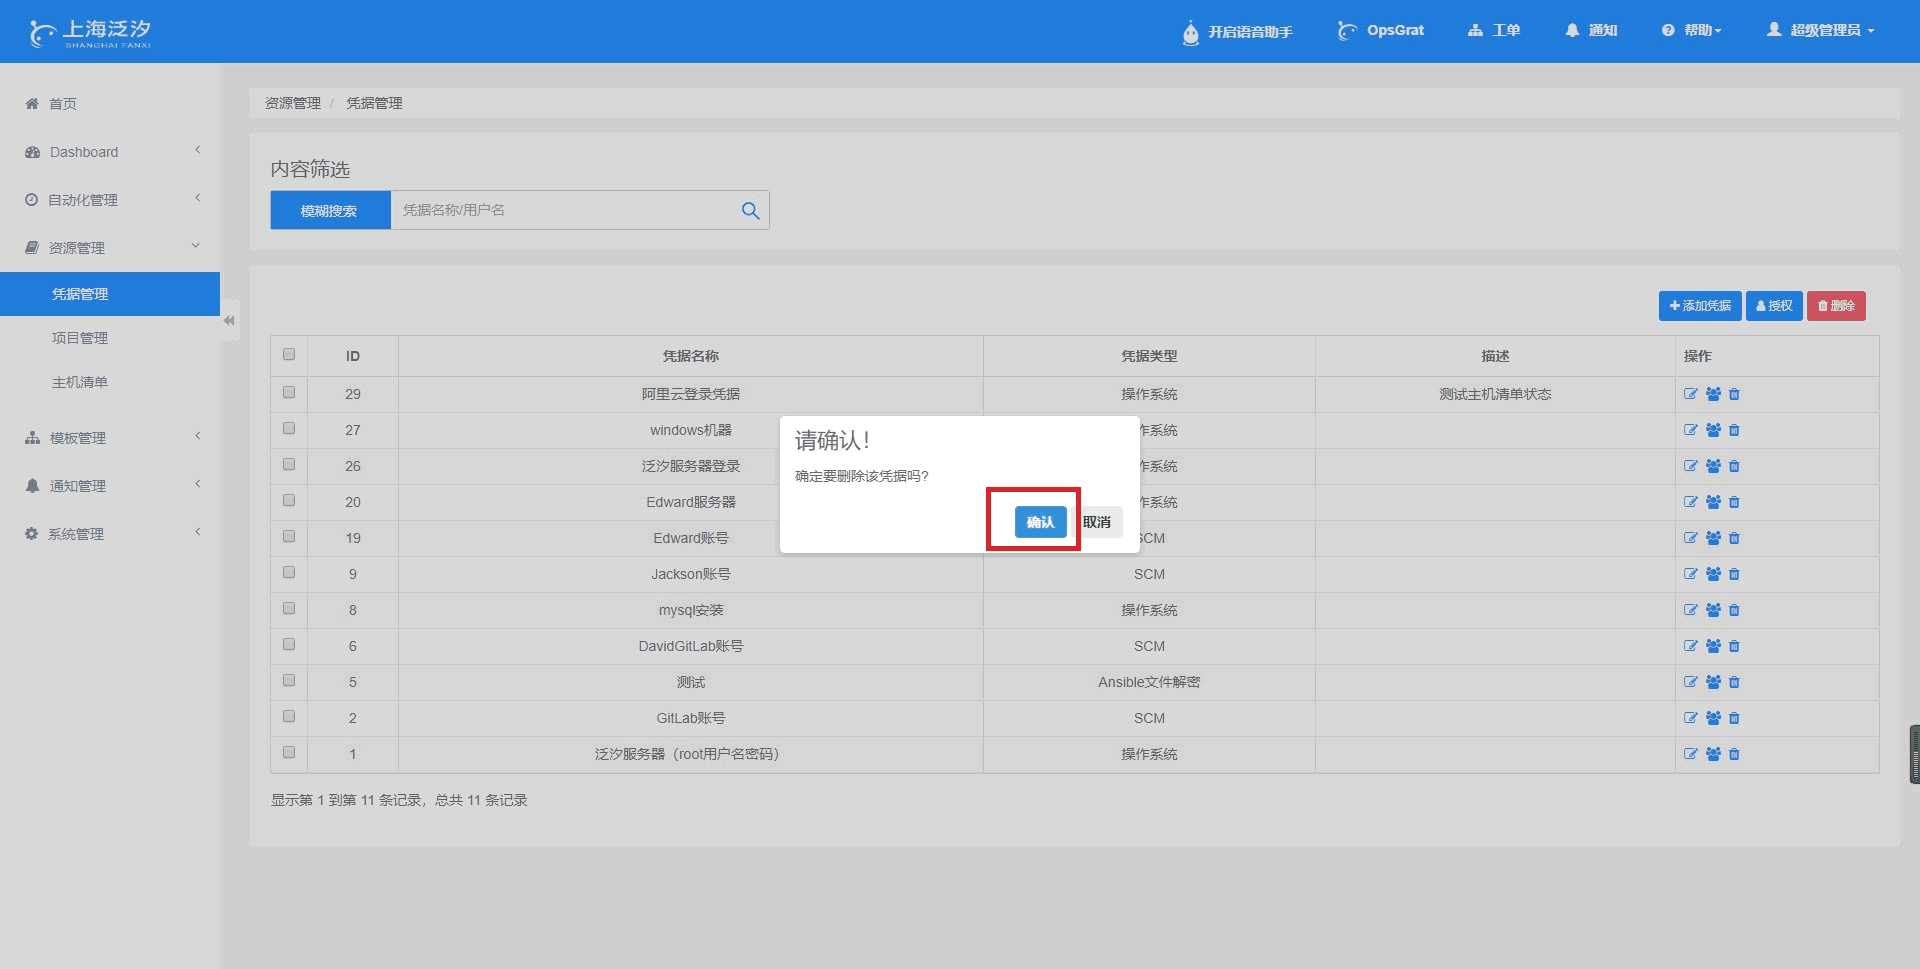 上海泛汐
SHANGHAI FANXI
开启语音助手
OpsGrat
工单
通知
帮助
超级管理员
首页
Dashboard
自动化管理
资源管理
凭据管理
项目管理
主机清单
模板管理
通知管理
系统管理
资源管理 / 凭据管理
内容筛选
模糊搜索 凭据名称/用户名
添加凭据 授权 删除
ID 凭据名称 凭据类型 描述 操作
29 阿里云登录凭据 操作系统 测试主机清单状态
27 windows机器 作系统
26 泛汐服务器登录 作系统
20 Edward服务器 作系统
19 Edward账号 SCM
9 Jackson账号 SCM
8 mysql安装 操作系统
6 DavidGitLab账号 SCM
5 测试 Ansible文件解密
2 GitLab账号 SCM
1 泛汐服务器（root用户名密码） 操作系统
显示第 1 到第 11 条记录，总共 11 条记录
请确认!
确定要删除该凭据吗?
确认 取消